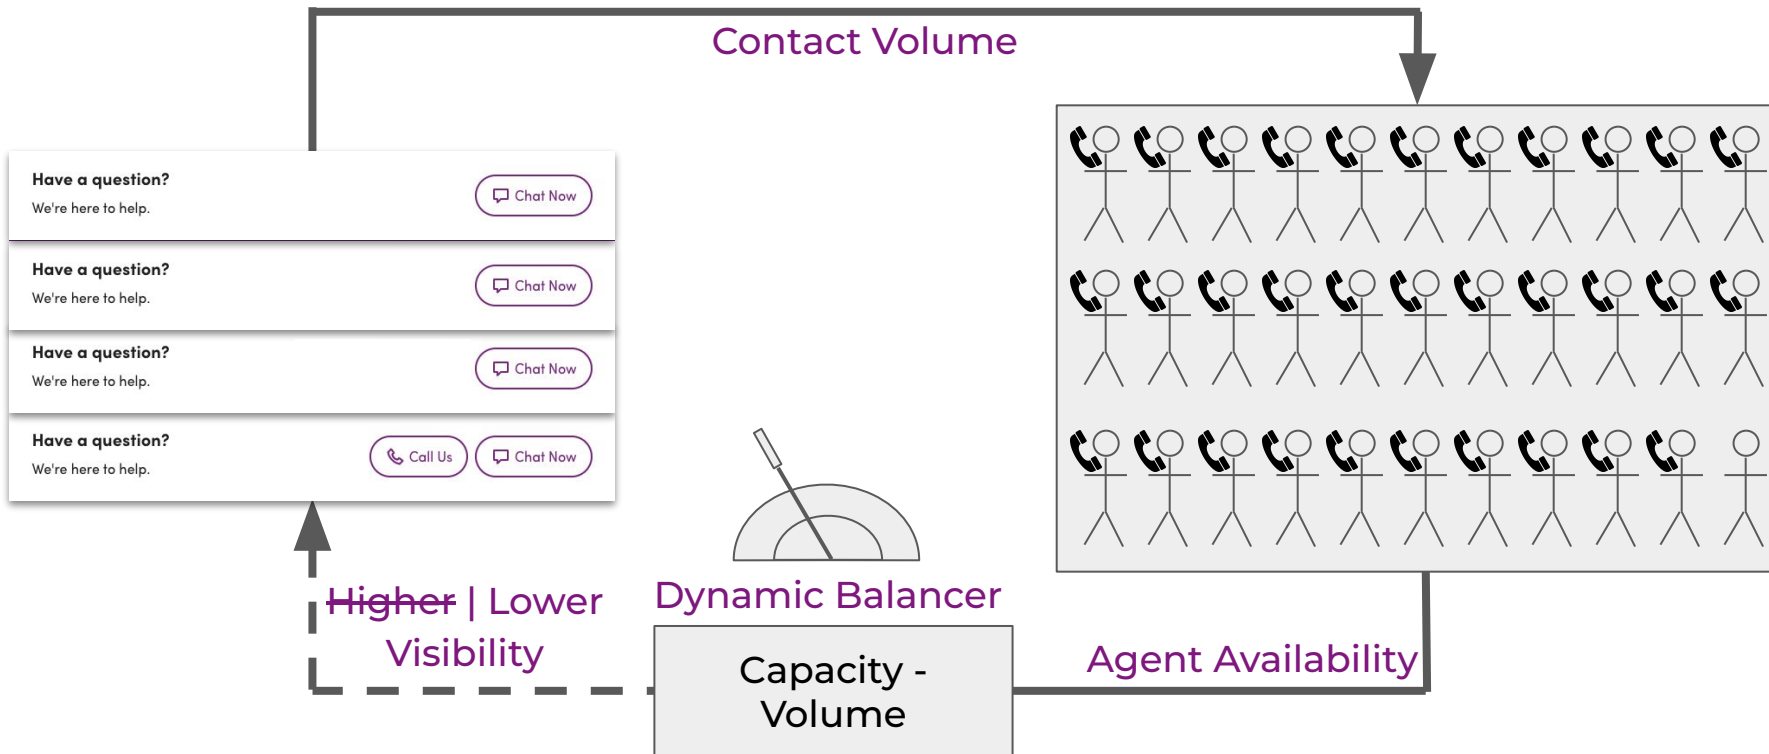 Contact Volume
Have a question?
We're here to help.
Chat Now
Have a question?
We're here to help.
Chat Now
Have a question?
We're here to help.
Chat Now
Have a question?
We're here to help.
Call Us
Chat Now
Higher | Lower
Visibility
Dynamic Balancer
Capacity -
Volume
Agent Availability